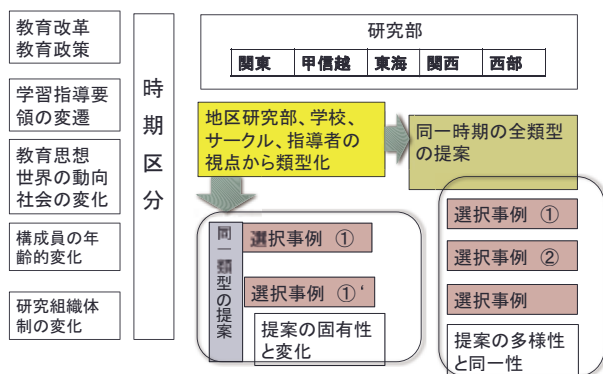 教育改革
教育政策
学習指導要
領の変遷
教育思想
世界の動向
社会の変化
構成員の年
齢的変化
研究組織体
制の変化
時期区分
研究部
関東 甲信越 東海 関西 西部
地区研究部、学校、
サークル、指導者の
視点から類型化
同一時期の全類型
の提案
同一類型の提案
選択事例 ①
選択事例 ①‘
提案の固有性
と変化
選択事例 ①
選択事例 ②
選択事例
提案の多様性
と同一性